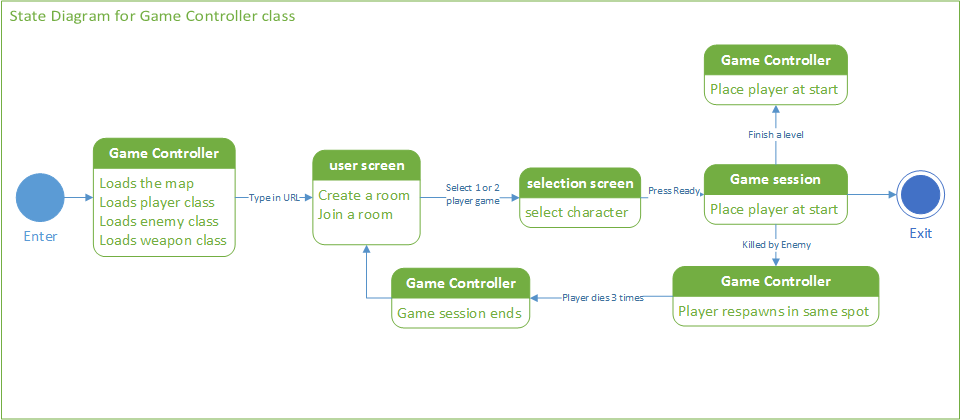 State Diagram for Game Controller class
Enter
Game Controller
Loads the map
Loads player class
Loads enemy class
Loads weapon class
Type in URL
user screen
Create a room
Join a room
Select 1 or 2
player game
selection screen
select character
Press Ready
Game session
Place player at start
Finish a level
Game Controller
Place player at start
Exit
Killed by Enemy
Game Controller
Player respawns in same spot
Player dies 3 times
Game Controller
Game session ends